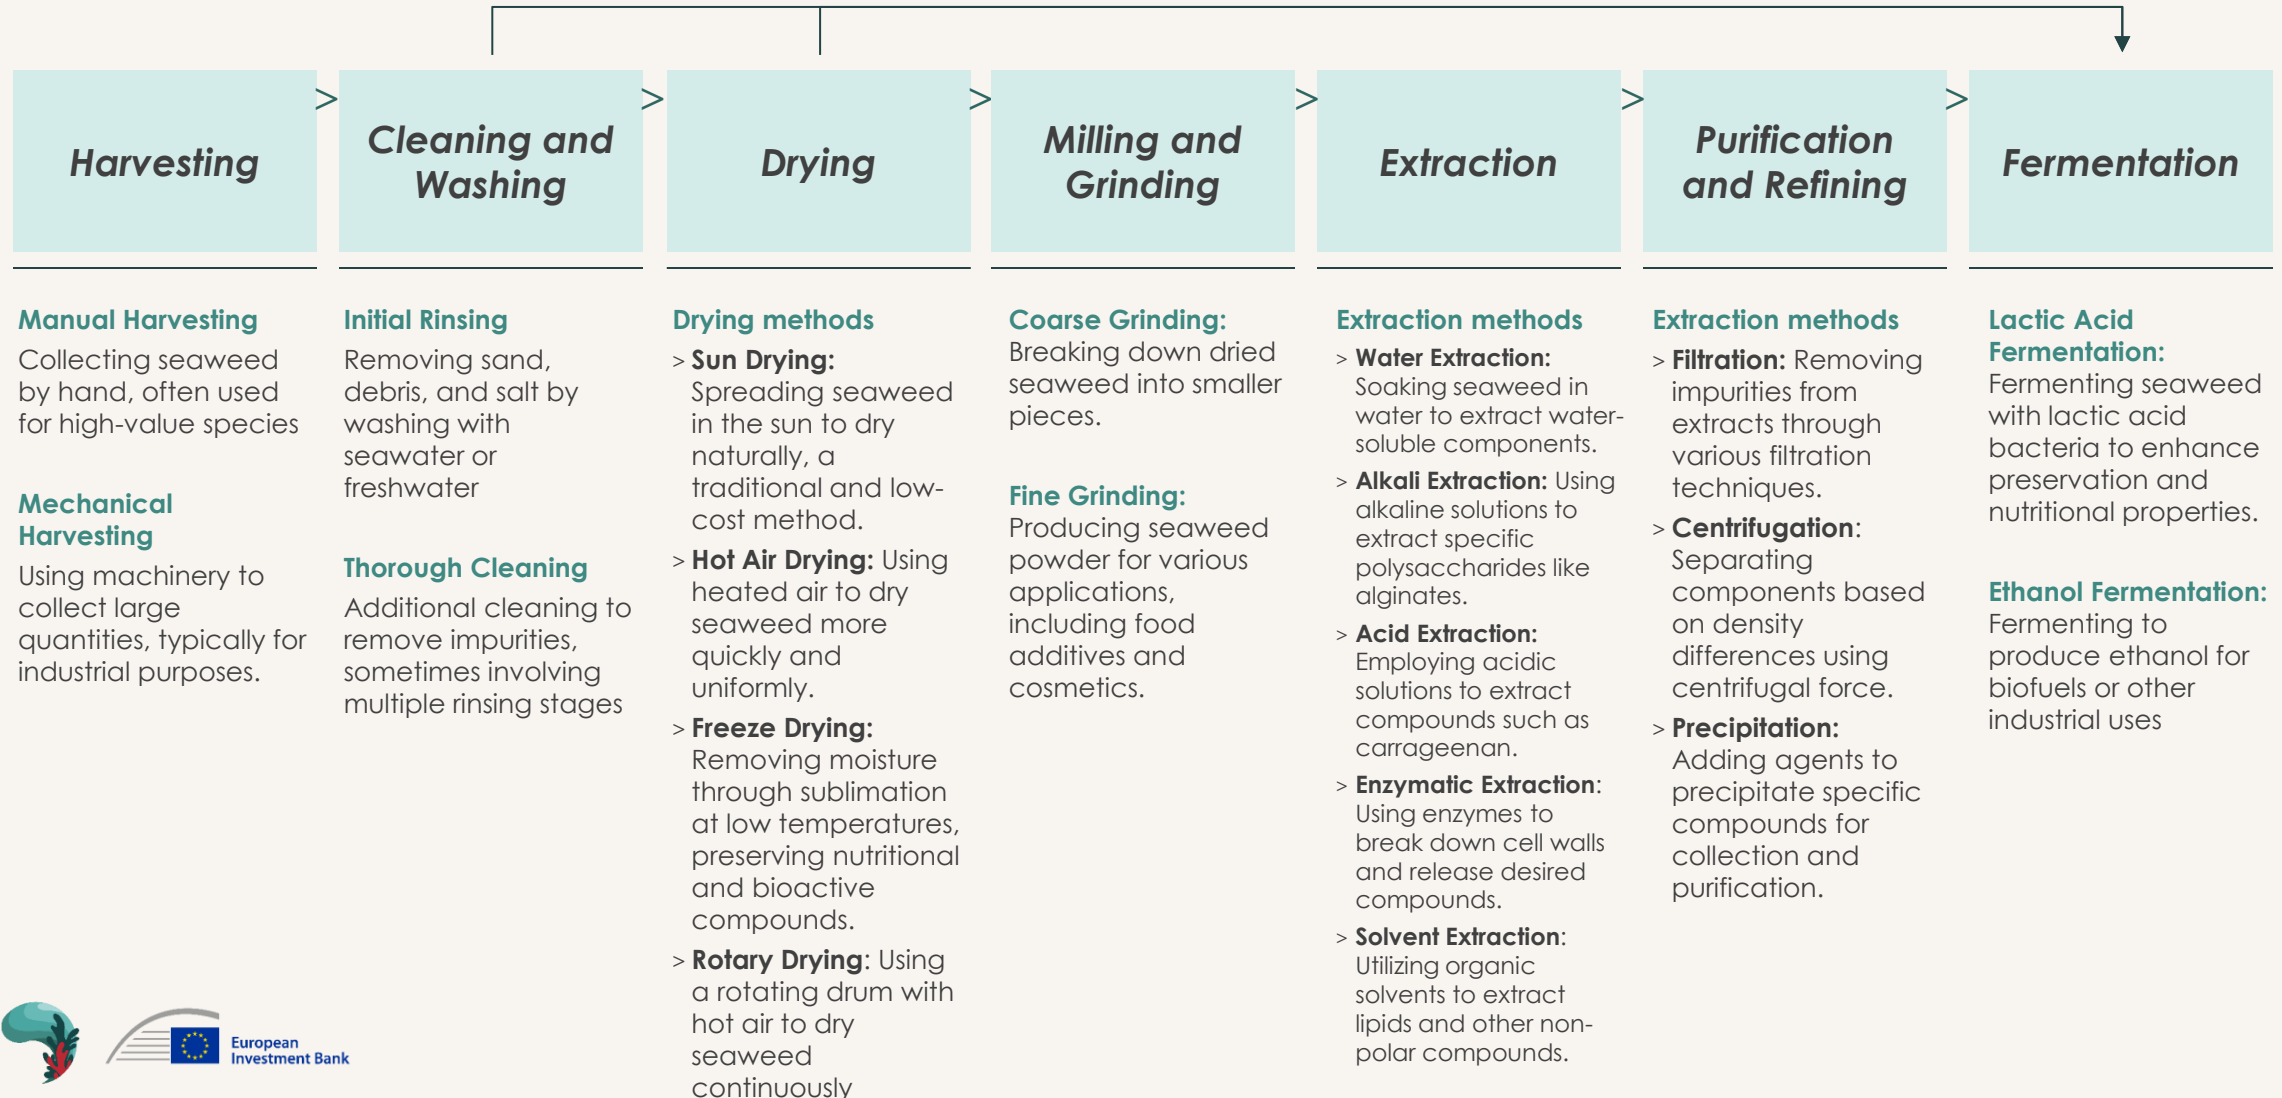 Harvesting
>
Cleaning and
Washing
>
Drying
>
Milling and
Grinding
>
Extraction
>
Purification
and Refining
>
Fermentation
Manual Harvesting
Collecting seaweed
by hand, often used
for high-value species
Mechanical
Harvesting
Using machinery to
collect large
quantities, typically for
industrial purposes.
Initial Rinsing
Removing sand,
debris, and salt by
washing with
seawater or
freshwater
Thorough Cleaning
Additional cleaning to
remove impurities,
sometimes involving
multiple rinsing stages
Drying methods
> Sun Drying:
Spreading seaweed
in the sun to dry
naturally, a
traditional and low-
cost method.
> Hot Air Drying: Using
heated air to dry
seaweed more
quickly and
uniformly.
> Freeze Drying:
Removing moisture
through sublimation
at low temperatures,
preserving nutritional
and bioactive
compounds.
> Rotary Drying: Using
a rotating drum with
hot air to dry
seaweed
continuously
Coarse Grinding:
Breaking down dried
seaweed into smaller
pieces.
Fine Grinding:
Producing seaweed
powder for various
applications,
including food
additives and
cosmetics.
Extraction methods
> Water Extraction:
Soaking seaweed in
water to extract water-
soluble components.
> Alkali Extraction: Using
alkaline solutions to
extract specific
polysaccharides like
alginates.
> Acid Extraction:
Employing acidic
solutions to extract
compounds such as
carrageenan.
> Enzymatic Extraction:
Using enzymes to
break down cell walls
and release desired
compounds.
> Solvent Extraction:
Utilizing organic
solvents to extract
lipids and other non-
polar compounds.
Extraction methods
> Filtration: Removing
impurities from
extracts through
various filtration
techniques.
> Centrifugation:
Separating
components based
on density
differences using
centrifugal force.
> Precipitation:
Adding agents to
precipitate specific
compounds for
collection and
purification.
Lactic Acid
Fermentation:
Fermenting seaweed
with lactic acid
bacteria to enhance
preservation and
nutritional properties.
Ethanol Fermentation:
Fermenting to
produce ethanol for
biofuels or other
industrial uses
European
Investment Bank